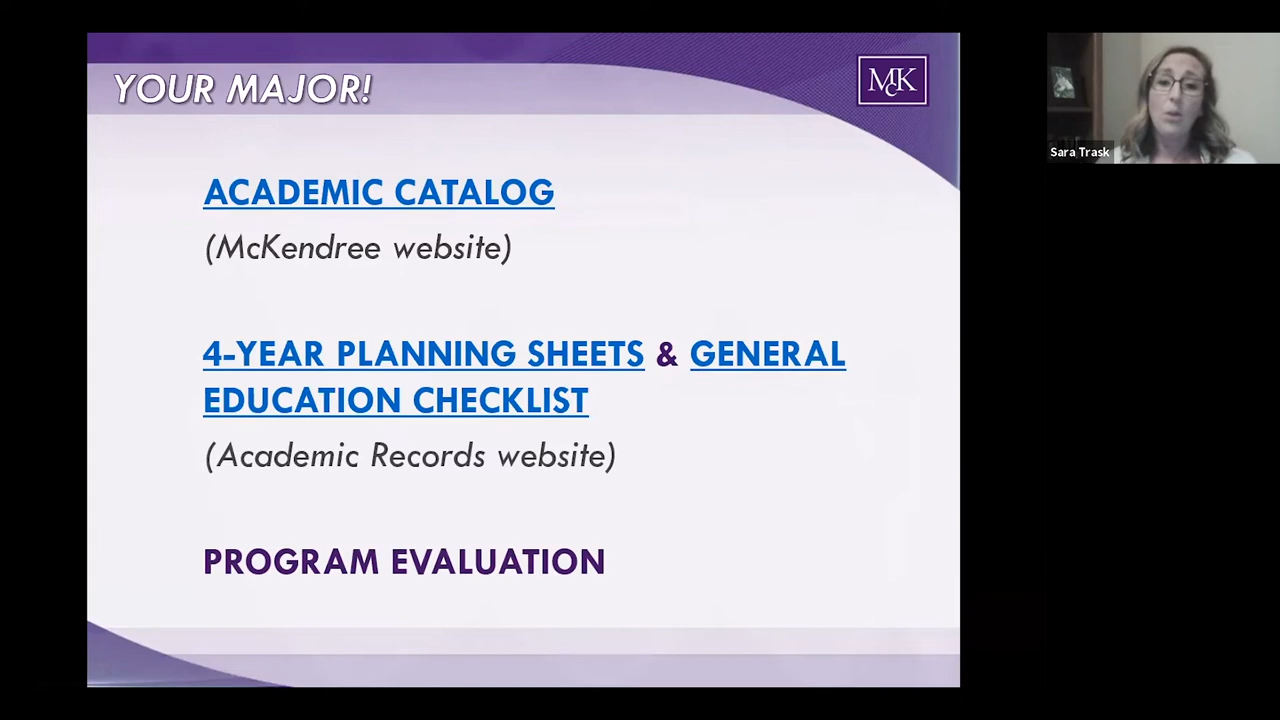 YOUR MAJOR!
McK
ACADEMIC CATALOG
(McKendree website)
4-YEAR PLANNING SHEETS & GENERAL
EDUCATION CHECKLIST
(Academic Records website)
PROGRAM EVALUATION
Sara Trask